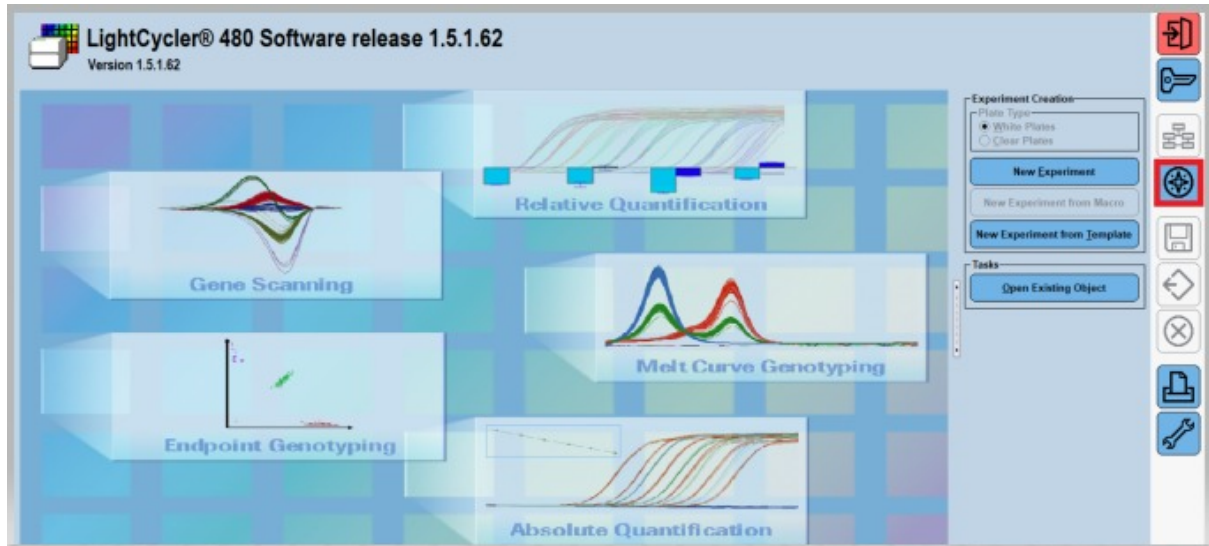 LightCycler® 480 Software release 1.5.1.62
Version 1.5.1.62
Relative Quantification
Gene Scanning
Melt Curve Genotyping
Endpoint Genotyping
Absolute Quantification
Experiment Creation
Plate Type
White Plates
Clear Plates
New Experiment
New Experiment from Macro
New Experiment from Template
Tasks
Open Existing Object